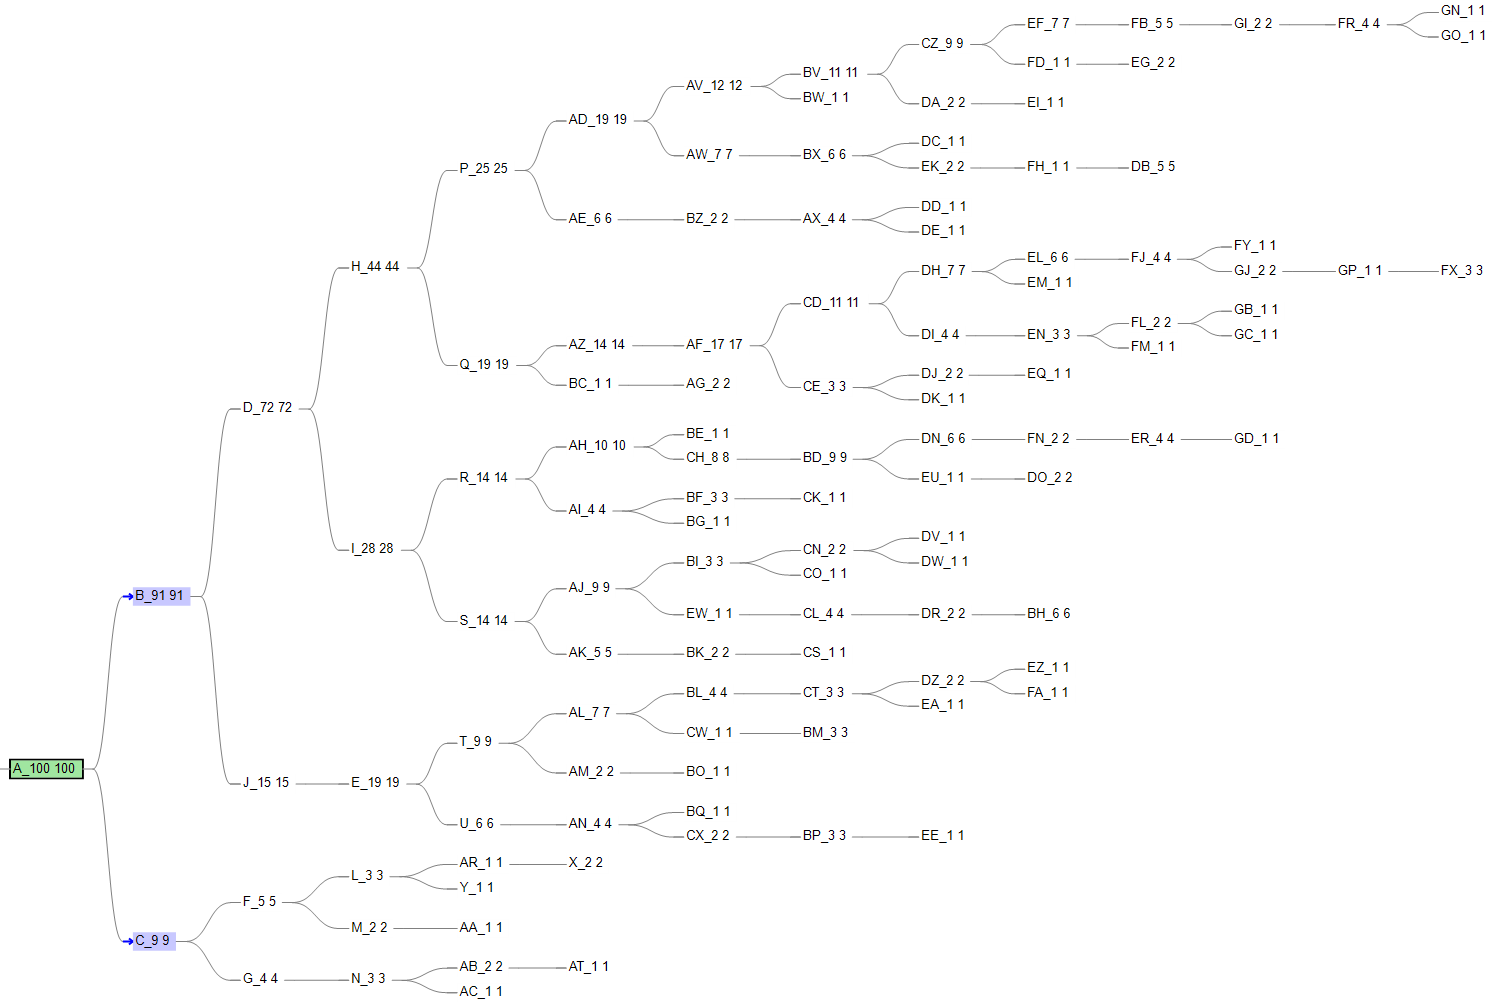 GN_1 1
EF_7 7 FB_5 5 GI_2 2 FR_4 4
GO_1 1
CZ_9 9
FD_1 1 EG_2 2
BV_11 11
AV_12 12
BW_1 1
DA_2 2 EI_1 1
AD_19 19
DC_1 1
AW_7 7 BX_6 6
P_25 25
EK_2 2 FH_1 1 DB_5 5
DD_1 1
AE_6 6 BZ_2 2 AX_4 4
DE_1 1
FY_1 1
EL_6 6 FJ_4 4
H_44 44
DH_7 7 GJ_2 2 GP_1 1 FX_3 3
EM_1 1
CD_11 11
GB_1 1
FL_2 2
DI_4 4 EN_3 3 GC_1 1
AZ_14 14 AF_17 17 FM_1 1
Q_19 19
DJ_2 2 EQ_1 1
BC_1 1 AG_2 2 CE_3 3
DK_1 1
D_72 72
BE_1 1
DN_6 6 FN_2 2 ER_4 4 GD_1 1
AH_10 10
CH_8 8 BD_9 9
R_14 14 EU_1 1 DO_2 2
BF_3 3 CK_1 1
AI_4 4
BG_1 1
DV_1 1
I_28 28 CN_2 2
BI_3 3 DW_1 1
CO_1 1
AJ_9 9
B_91 91
EW_1 1 CL_4 4 DR_2 2 BH_6 6
S_14 14
AK_5 5 BK_2 2 CS_1 1
EZ_1 1
DZ_2 2
BL_4 4 CT_3 3 FA_1 1
EA_1 1
AL_7 7
CW_1 1 BM_3 3
T_9 9
A_100 100 AM_2 2 BO_1 1
J_15 15 E_19 19
BQ_1 1
U_6 6 AN_4 4
CX_2 2 BP_3 3 EE_1 1
AR_1 1 X_2 2
L_3 3
Y_1 1
F_5 5
M_2 2 AA_1 1
C_9 9
AB_2 2 AT_1 1
G_4 4 N_3 3
AC_1 1